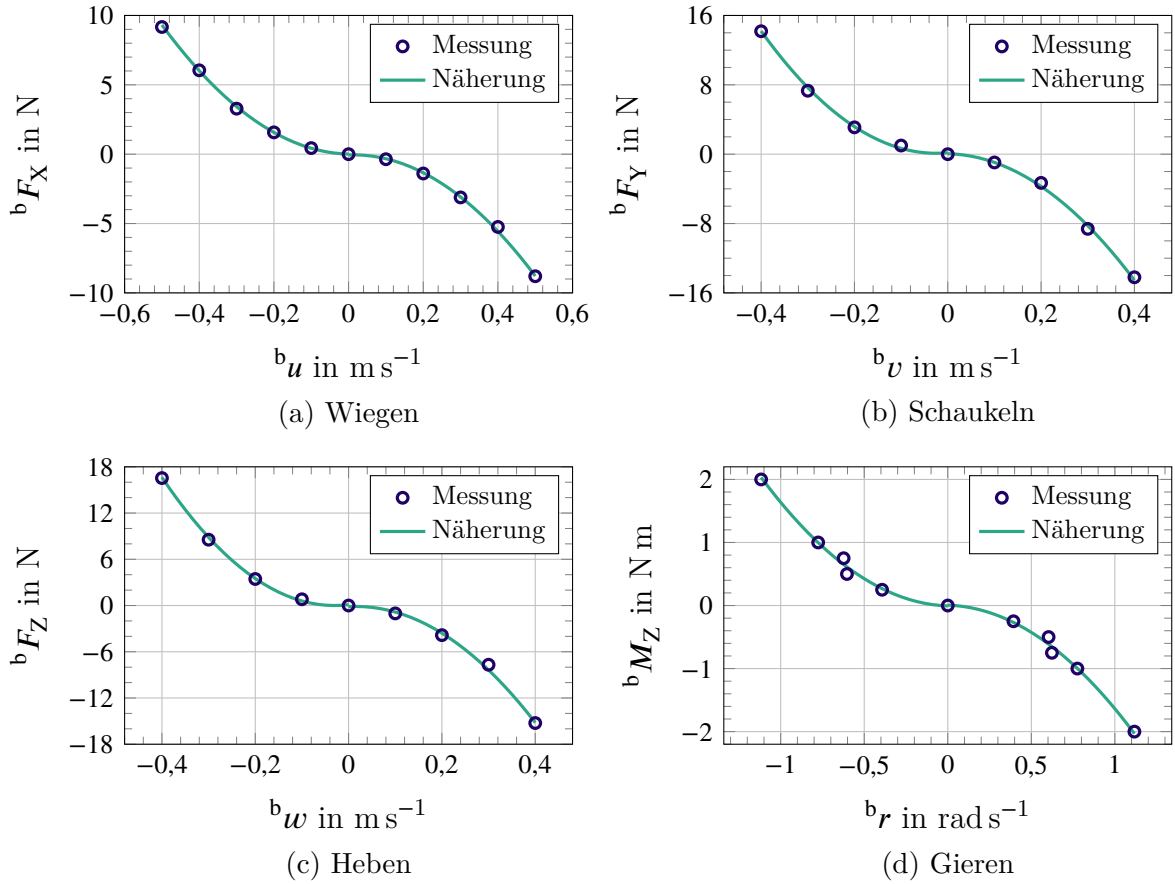 10
5
0
−5
−10
−0,6 −0,4 −0,2 0 0,2 0,4 0,6
ᵇF_X in N
ᵇu in m s⁻¹
Messung
Näherung
(a) Wiegen
16
8
0
−8
−16
−0,4 −0,2 0 0,2 0,4
ᵇF_Y in N
ᵇv in m s⁻¹
Messung
Näherung
(b) Schaukeln
18
12
6
0
−6
−12
−18
−0,4 −0,2 0 0,2 0,4
ᵇF_Z in N
ᵇw in m s⁻¹
Messung
Näherung
(c) Heben
2
1
0
−1
−2
−1 −0,5 0 0,5 1
ᵇM_Z in N m
ᵇr in rad s⁻¹
Messung
Näherung
(d) Gieren